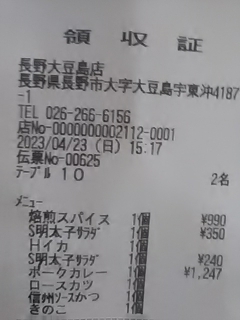 領収証
長野大豆島店
長野県長野市大字大豆島宇東沖4187
-1
TEL 026-266-6156
店No-0000000002112-0001
2023/04/23 (日) 15:17
伝票No-00625
テーブル 10 2名
メニュー
焙煎スパイス 1個 ¥990
S明太子サラダ 1個 ¥350
Hイカ 1個
S明太子サラダ 1個 ¥240
ポークカレー 1個 ¥1,247
ロースカツ 1個
信州ソースかつ 1個
きのこ 1個